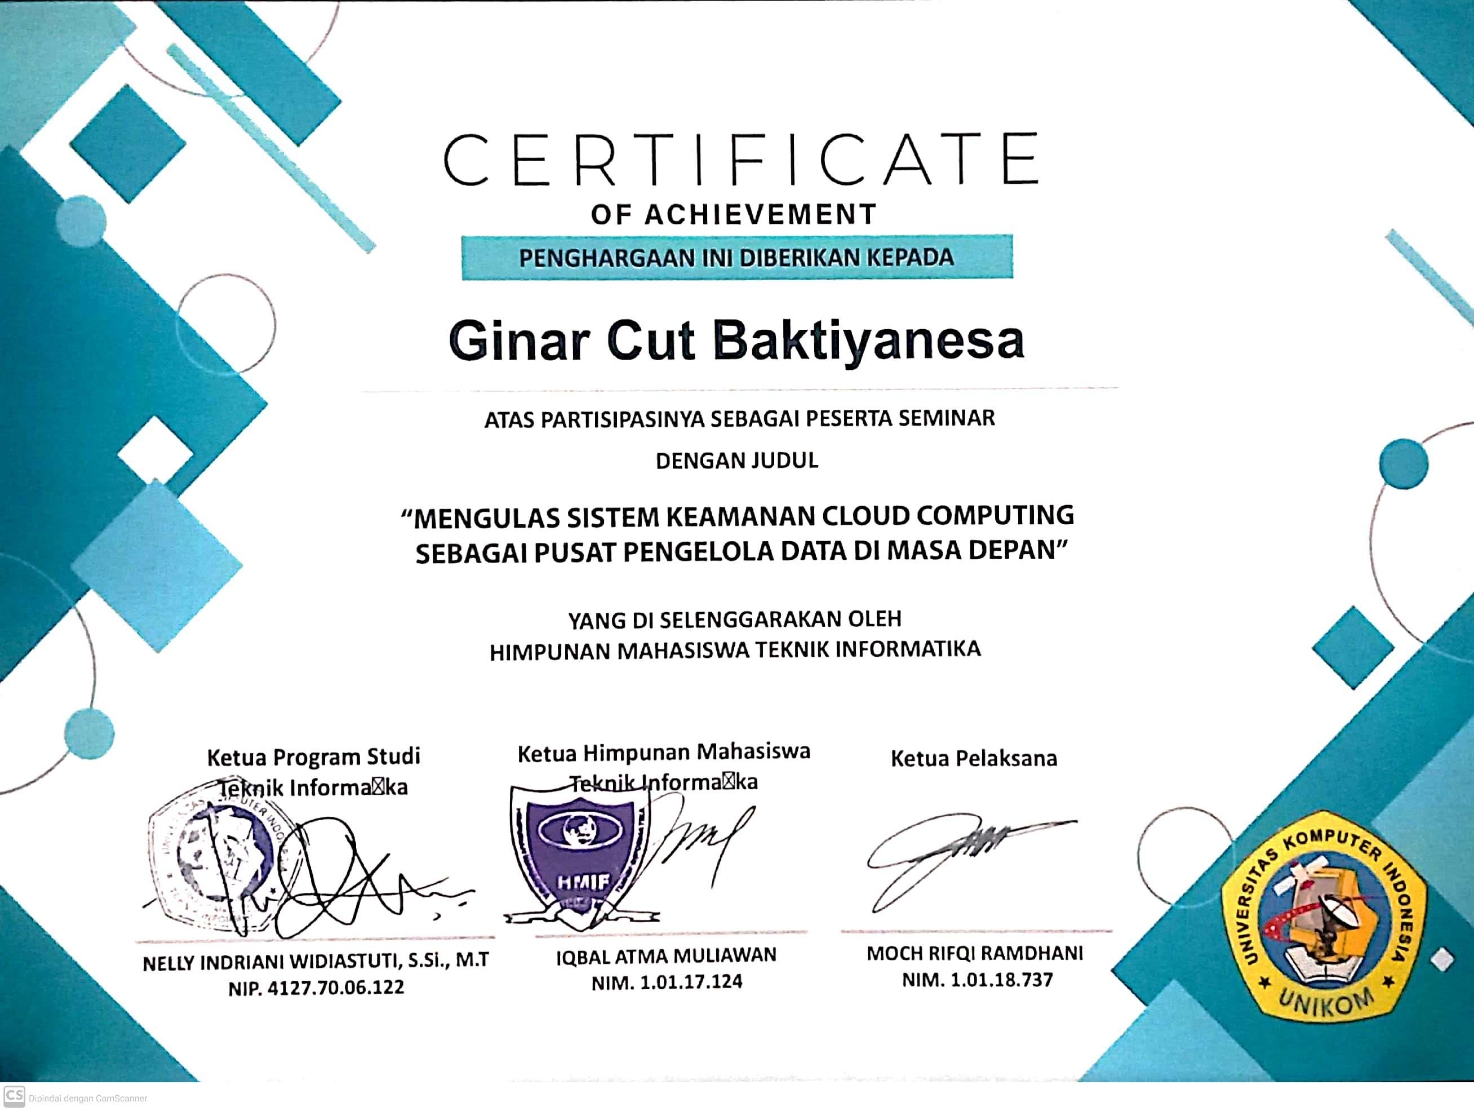 CERTIFICATE
OF ACHIEVEMENT
PENGHARGAAN INI DIBERIKAN KEPADA
Ginar Cut Baktiyanesa
ATAS PARTISIPASINYA SEBAGAI PESERTA SEMINAR
DENGAN JUDUL
“MENGULAS SISTEM KEAMANAN CLOUD COMPUTING
SEBAGAI PUSAT PENGELOLA DATA DI MASA DEPAN”
YANG DI SELENGGARAKAN OLEH
HIMPUNAN MAHASISWA TEKNIK INFORMATIKA
Ketua Program Studi
Teknik Informa☒ka
NELLY INDRIANI WIDIASTUTI, S.Si., M.T
NIP. 4127.70.06.122
Ketua Himpunan Mahasiswa
Teknik Informa☒ka
HMIF
IQBAL ATMA MULIAWAN
NIM. 1.01.17.124
Ketua Pelaksana
MOCH RIFQI RAMDHANI
NIM. 1.01.18.737
UNIVERSITAS KOMPUTER INDONESIA
UNIKOM
CS Dipindai dengan CamScanner